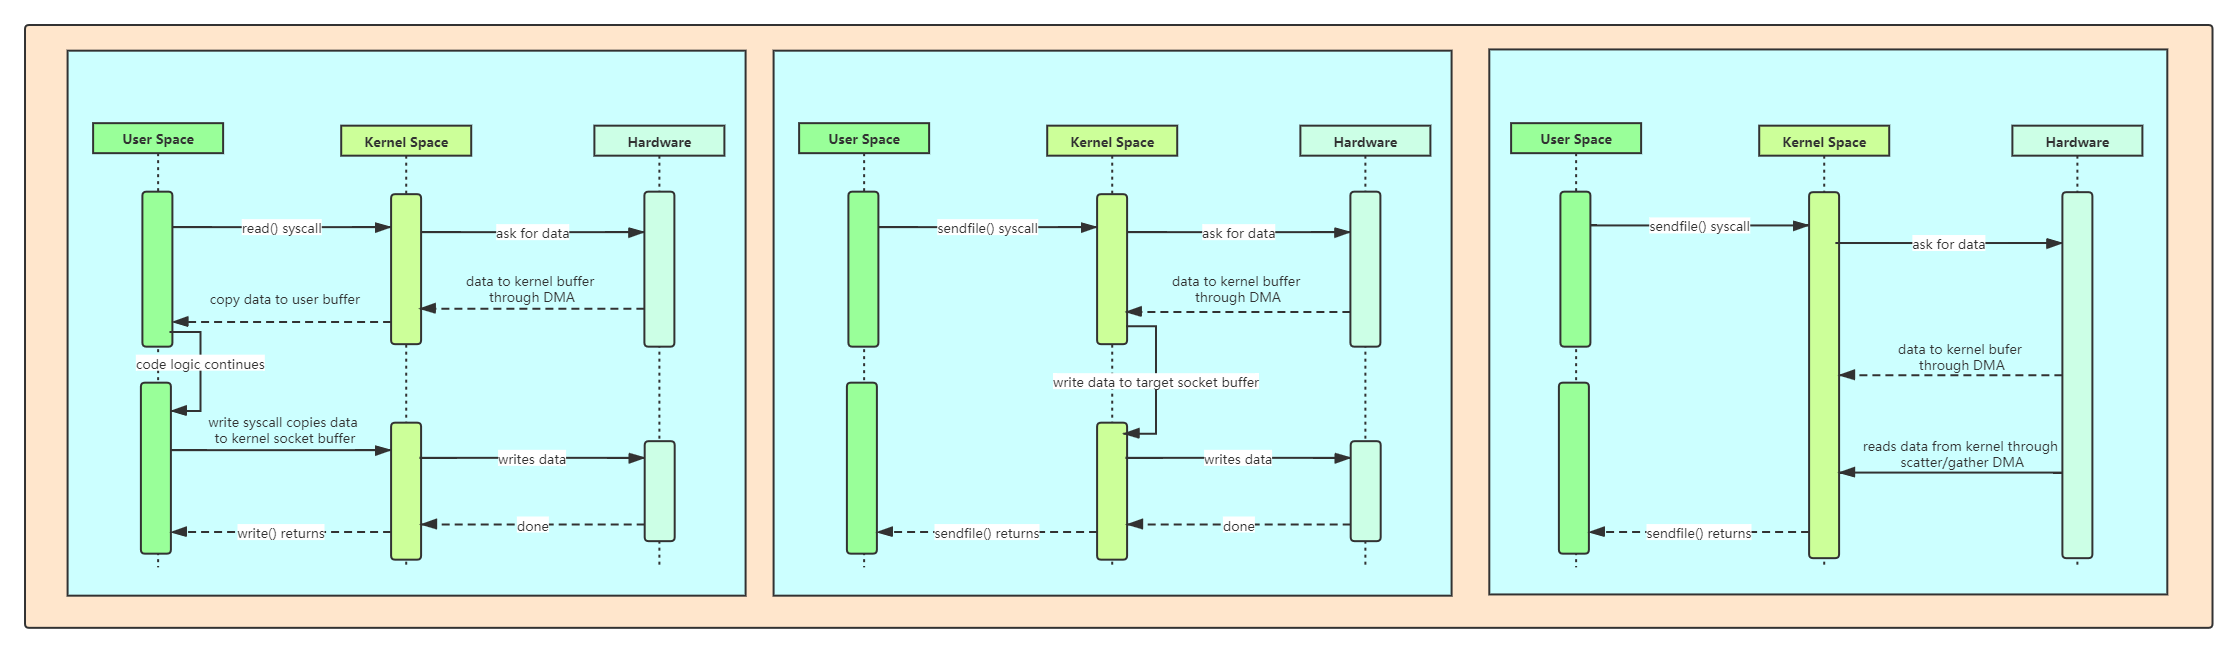 User Space
Kernel Space
Hardware
read() syscall
ask for data
data to kernel buffer
through DMA
copy data to user buffer
code logic continues
write syscall copies data
to kernel socket buffer
writes data
done
write() returns
User Space
Kernel Space
Hardware
sendfile() syscall
ask for data
data to kernel buffer
through DMA
write data to target socket buffer
writes data
done
sendfile() returns
User Space
Kernel Space
Hardware
sendfile() syscall
ask for data
data to kernel bufer
through DMA
reads data from kernel through
scatter/gather DMA
sendfile() returns